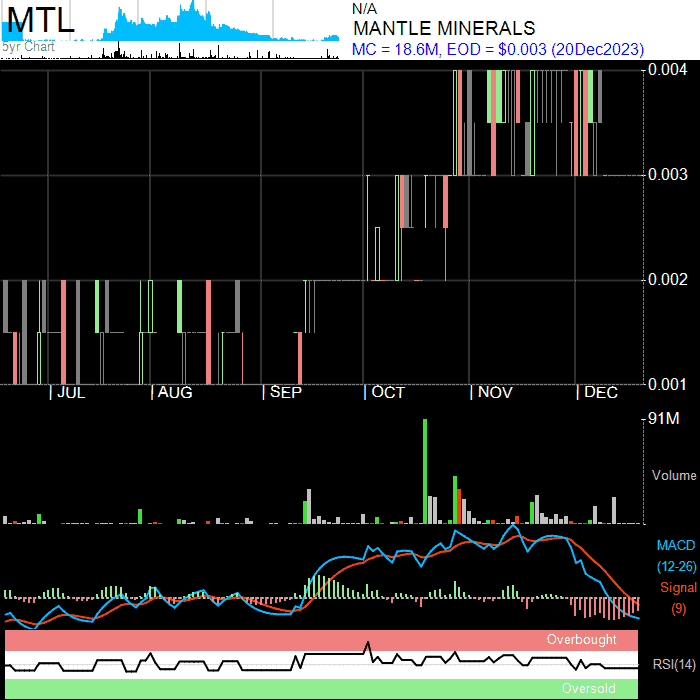 MTL
5yr Chart
N/A
MANTLE MINERALS
MC = 18.6M, EOD = $0.003 (20Dec2023)
0.004
0.003
0.002
0.001
JUL
AUG
SEP
OCT
NOV
DEC
91M
Volume
MACD
(12-26)
Signal
(9)
Overbought
RSI(14)
Oversold